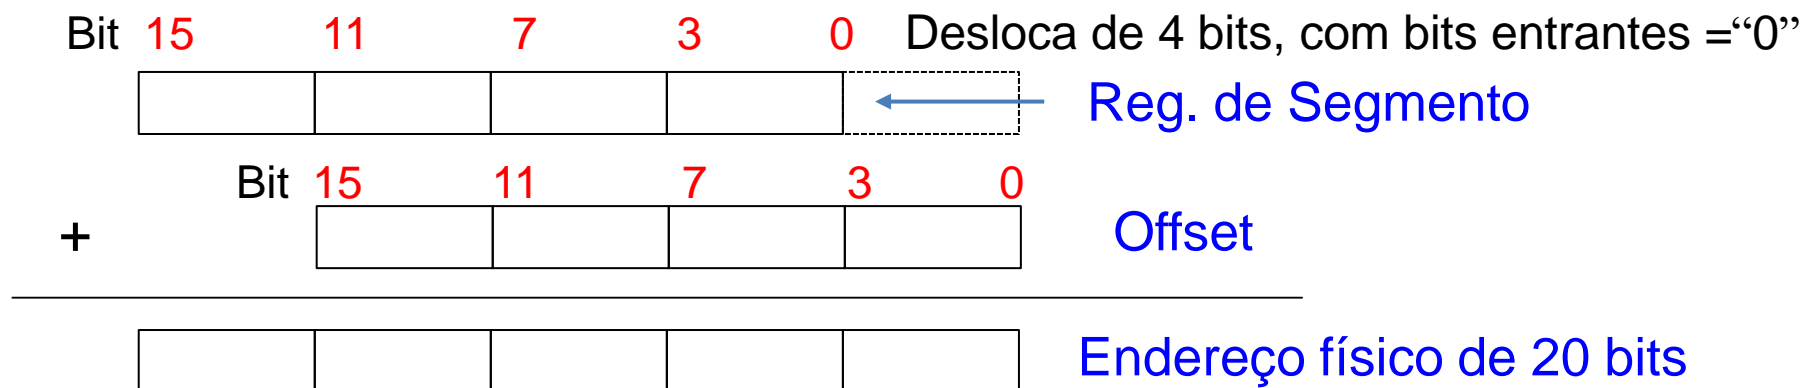 Bit 15 11 7 3 0 Desloca de 4 bits, com bits entrantes =“0”
Reg. de Segmento
Bit 15 11 7 3 0
+ Offset
Endereço físico de 20 bits